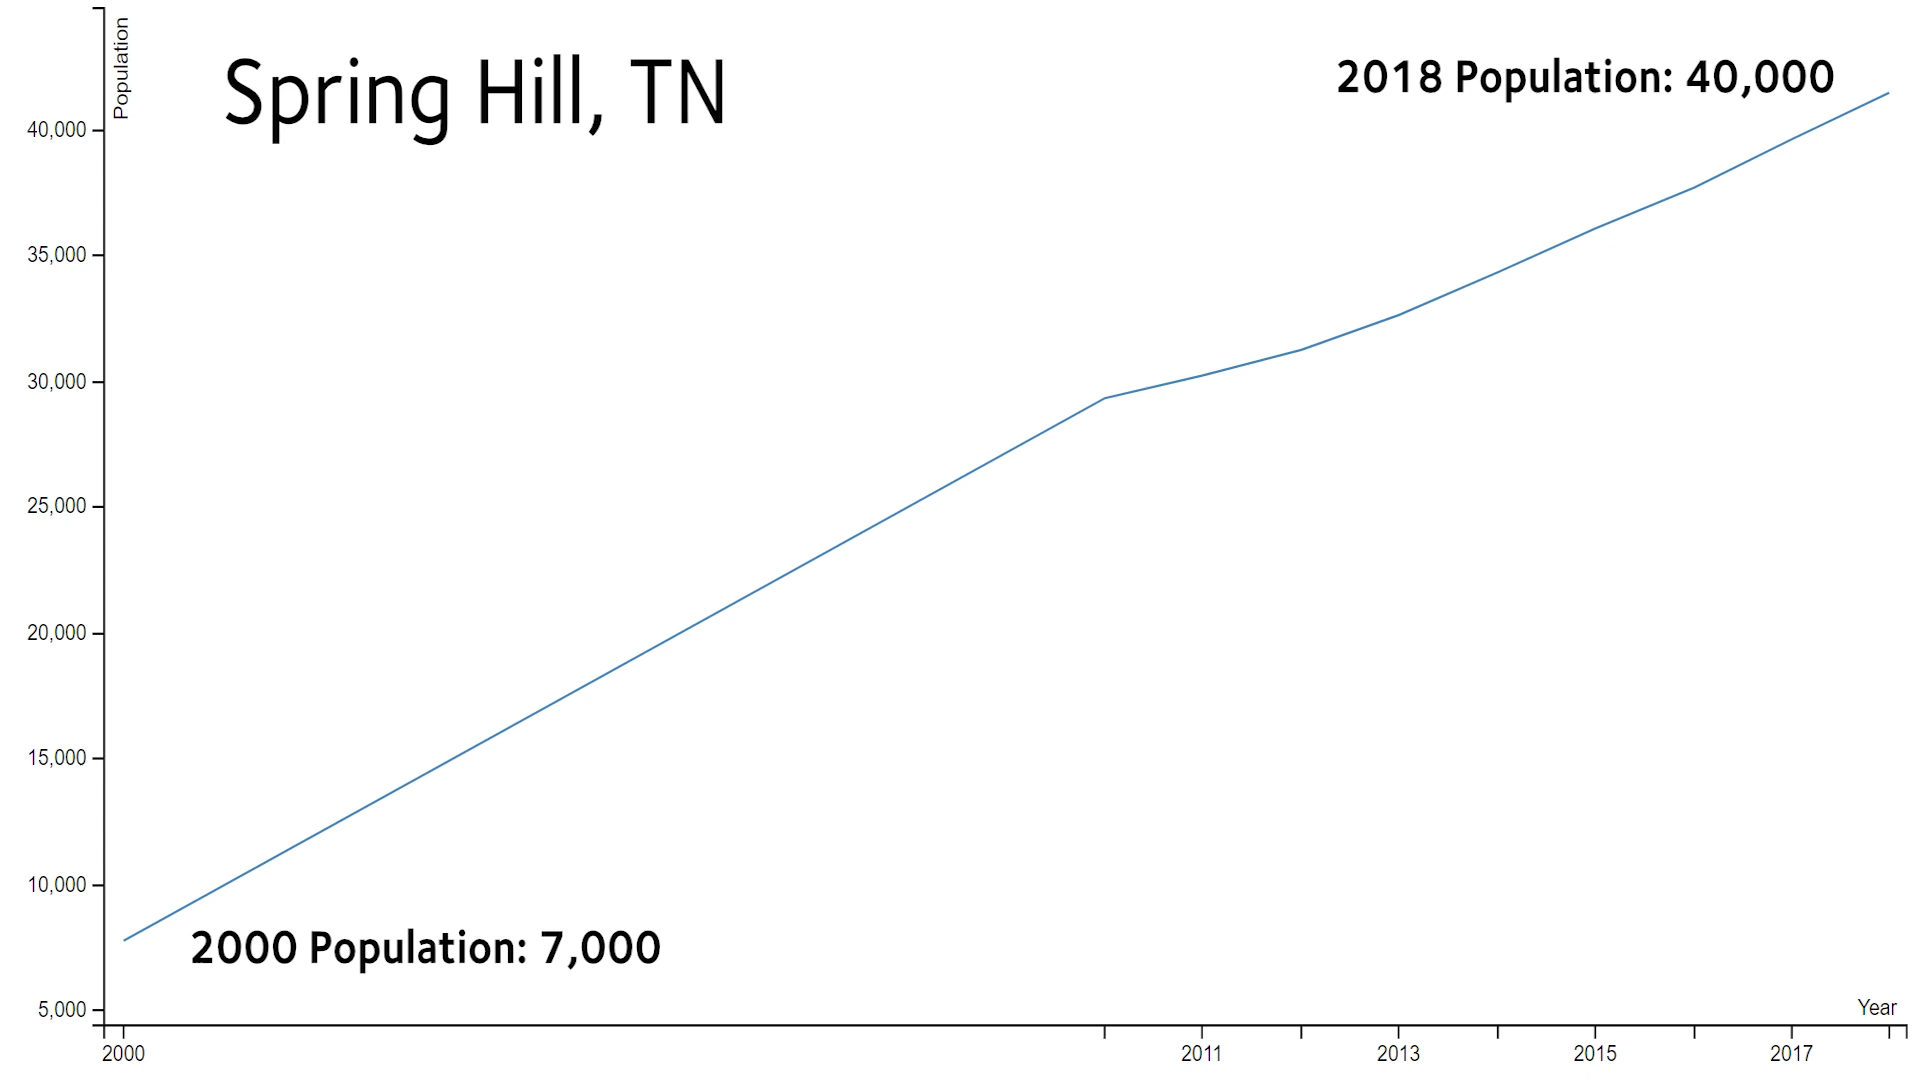 Population
Spring Hill, TN
2018 Population: 40,000
40,000
35,000
30,000
25,000
20,000
15,000
10,000
2000 Population: 7,000
5,000
Year
2000
2011
2013
2015
2017